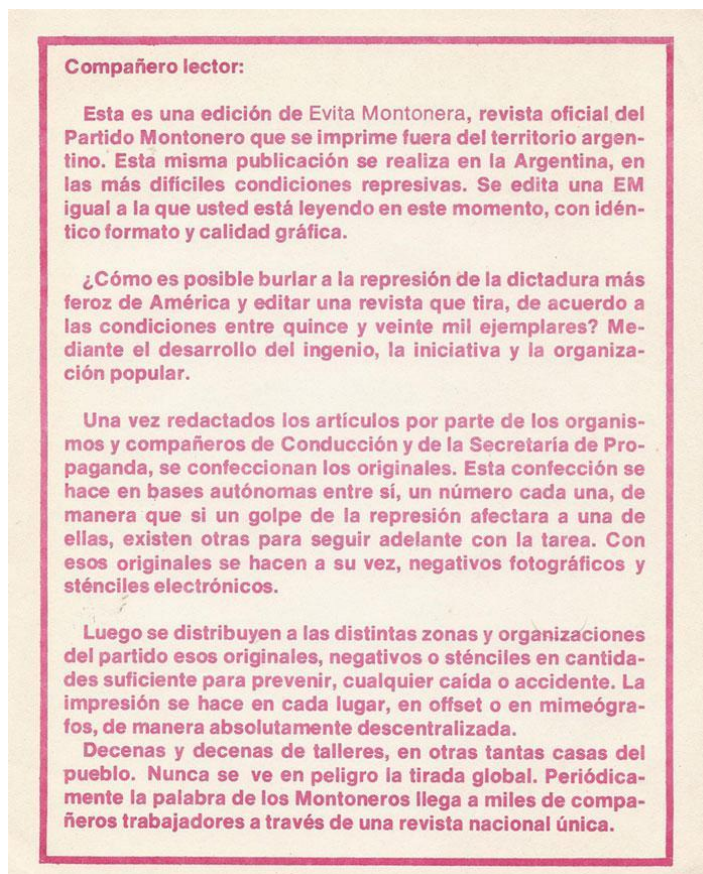 Compañero lector:
Esta es una edición de Evita Montonera, revista oficial del
Partido Montonero que se imprime fuera del territorio argen-
tino. Esta misma publicación se realiza en la Argentina, en
las más difíciles condiciones represivas. Se edita una EM
igual a la que usted está leyendo en este momento, con idén-
tico formato y calidad gráfica.
¿Cómo es posible burlar a la represión de la dictadura más
feroz de América y editar una revista que tira, de acuerdo a
las condiciones entre quince y veinte mil ejemplares? Me-
diante el desarrollo del ingenio, la iniciativa y la organiza-
ción popular.
Una vez redactados los artículos por parte de los organis-
mos y compañeros de Conducción y de la Secretaría de Pro-
paganda, se confeccionan los originales. Esta confección se
hace en bases autónomas entre sí, un número cada una, de
manera que si un golpe de la represión afectara a una de
ellas, existen otras para seguir adelante con la tarea. Con
esos originales se hacen a su vez, negativos fotográficos y
sténciles electrónicos.
Luego se distribuyen a las distintas zonas y organizaciones
del partido esos originales, negativos o sténciles en cantida-
des suficiente para prevenir, cualquier caída o accidente. La
impresión se hace en cada lugar, en offset o en mimeógra-
fos, de manera absolutamente descentralizada.
Decenas y decenas de talleres, en otras tantas casas del
pueblo. Nunca se ve en peligro la tirada global. Periódica-
mente la palabra de los Montoneros llega a miles de compa-
ñeros trabajadores a través de una revista nacional única.